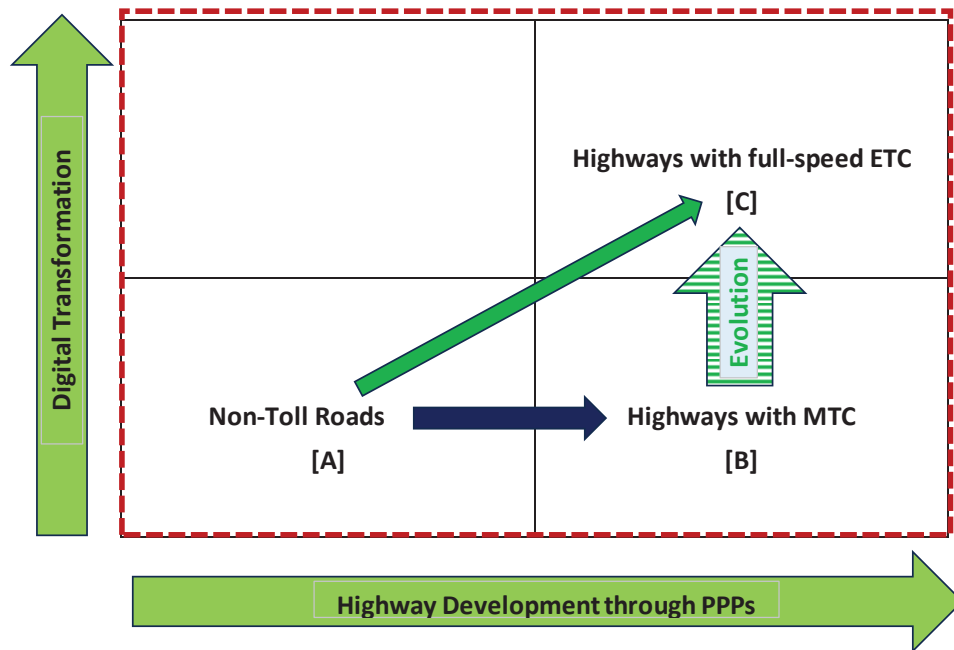 Digital Transformation
Highways with full-speed ETC
[C]
Evolution
Non-Toll Roads
[A]
Highways with MTC
[B]
Highway Development through PPPs